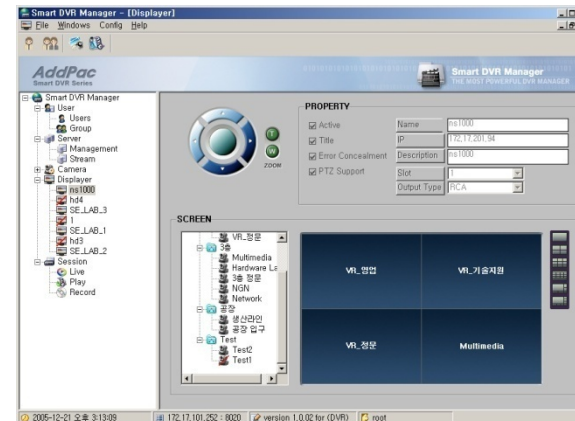 Smart DVR Manager - [Displayer]
File Windows Config Help
AddPac
Smart DVR Series
Smart DVR Manager
THE MOST POWERFUL DVR MANAGER
Smart DVR Manager
User
Users
Group
Server
Management
Stream
Camera
Displayer
ns1000
hd4
SE_LAB_3
1
SE_LAB_1
hd3
SE_LAB_2
Session
Live
Play
Record
T
W
ZOOM
PROPERTY
Active
Name
ns1000
Title
IP
172.17.201.94
Error Concealment
Description
ns1000
PTZ Support
Slot
1
Output Type
RCA
SCREEN
VR_정문
3층
Multimedia
Hardware La
3층 정문
NGN
Network
공장
생산라인
공장 입구
Test
Test2
Test1
VR_영업
VR_기술지원
VR_정문
Multimedia
2005-12-21 오후 3:13:09
172.17.101.252 : 8020
version 1.0.02 for (DVR)
root